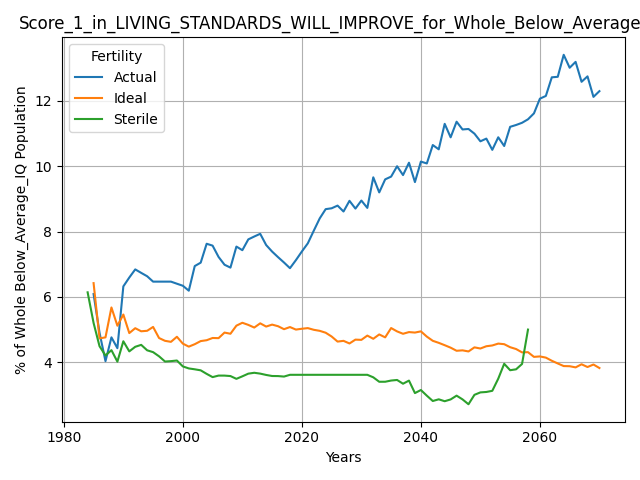 Score_1_in_LIVING_STANDARDS_WILL_IMPROVE_for_Whole_Below_Average
Fertility
Actual
Ideal
Sterile
% of Whole Below_Average_IQ Population
12
10
8
6
4
1980 2000 2020 2040 2060
Years